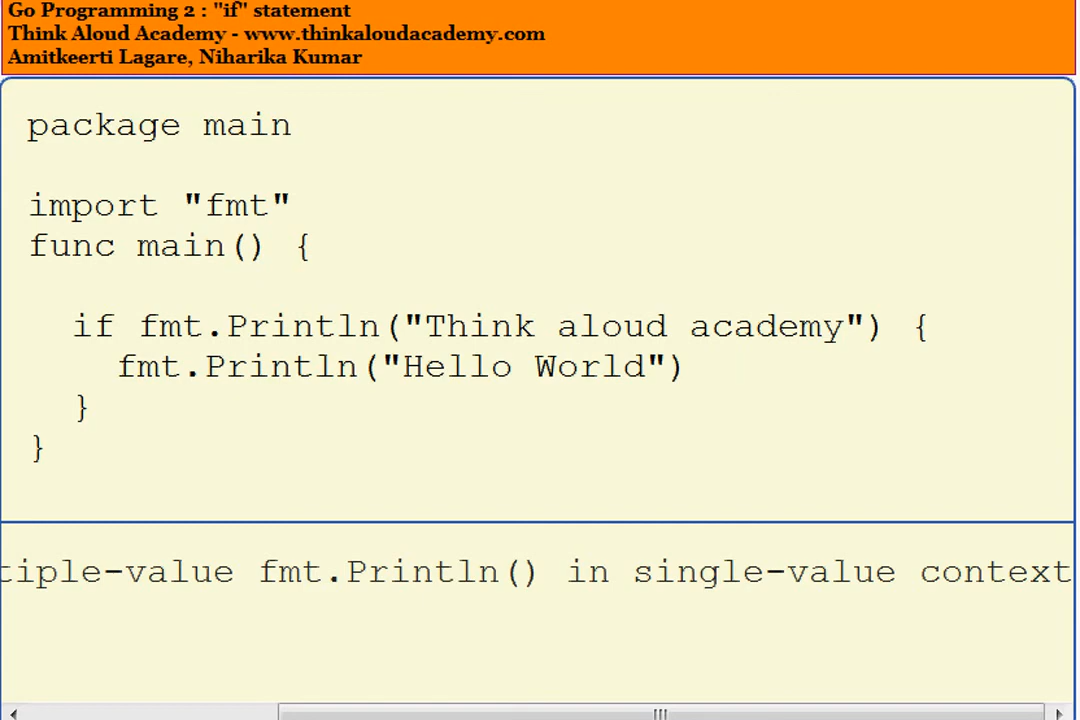 Go Programming 2 : "if" statement
Think Aloud Academy - www.thinkaloudacademy.com
Amitkeerti Lagare, Niharika Kumar
package main
import "fmt"
func main() {
if fmt.Println("Think aloud academy") {
fmt.Println("Hello World")
}
}
tiple-value fmt.Println() in single-value context